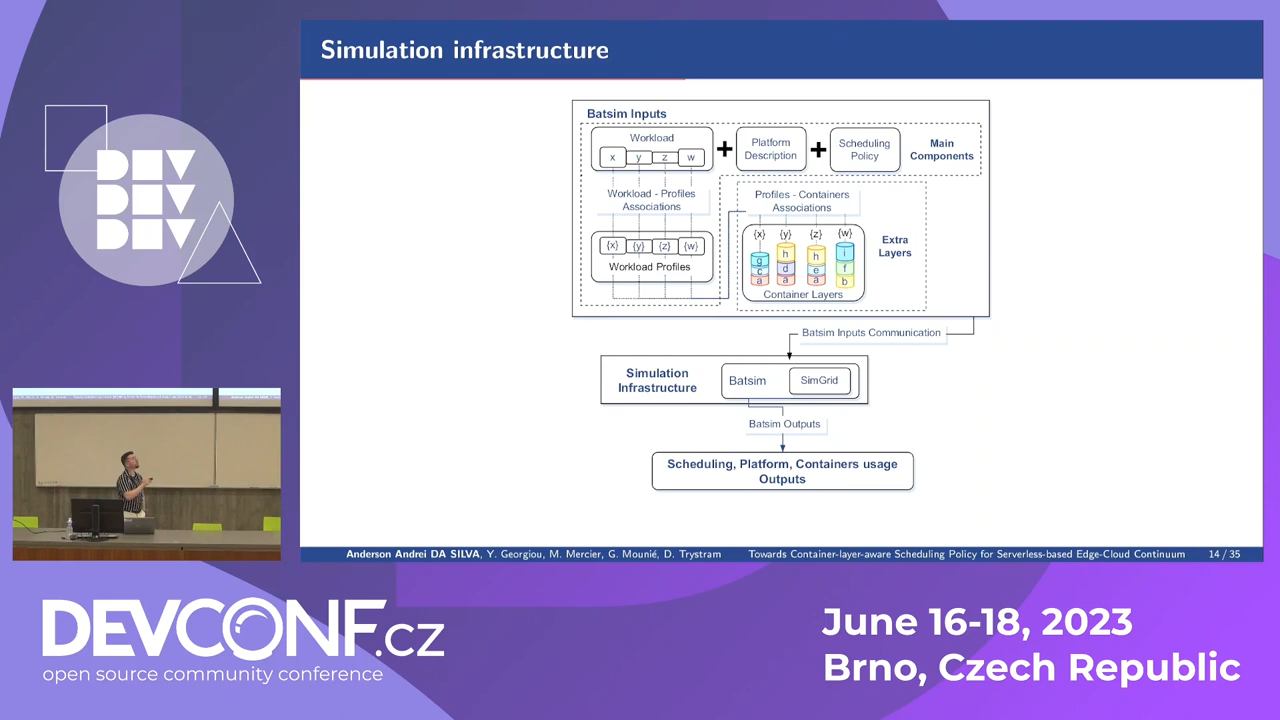 Simulation infrastructure
DEV
DEV
DEV
Batsim Inputs
Workload
x y z w
Platform
Description
Scheduling
Policy
Main
Components
Workload - Profiles
Associations
{x} {y} {z} {w}
Workload Profiles
Profiles - Containers
Associations
{x} {y} {z} {w}
g h h i
c d e f
a a a b
Container Layers
Extra
Layers
Batsim Inputs Communication
Simulation
Infrastructure
Batsim
SimGrid
Batsim Outputs
Scheduling, Platform, Containers usage
Outputs
Anderson Andrei DA SILVA, Y. Georgiou, M. Mercier, G. Mounié, D. Trystram
Towards Container-layer-aware Scheduling Policy for Serverless-based Edge-Cloud Continuum
14 / 35
DEVCONF.cz
open source community conference
June 16-18, 2023
Brno, Czech Republic